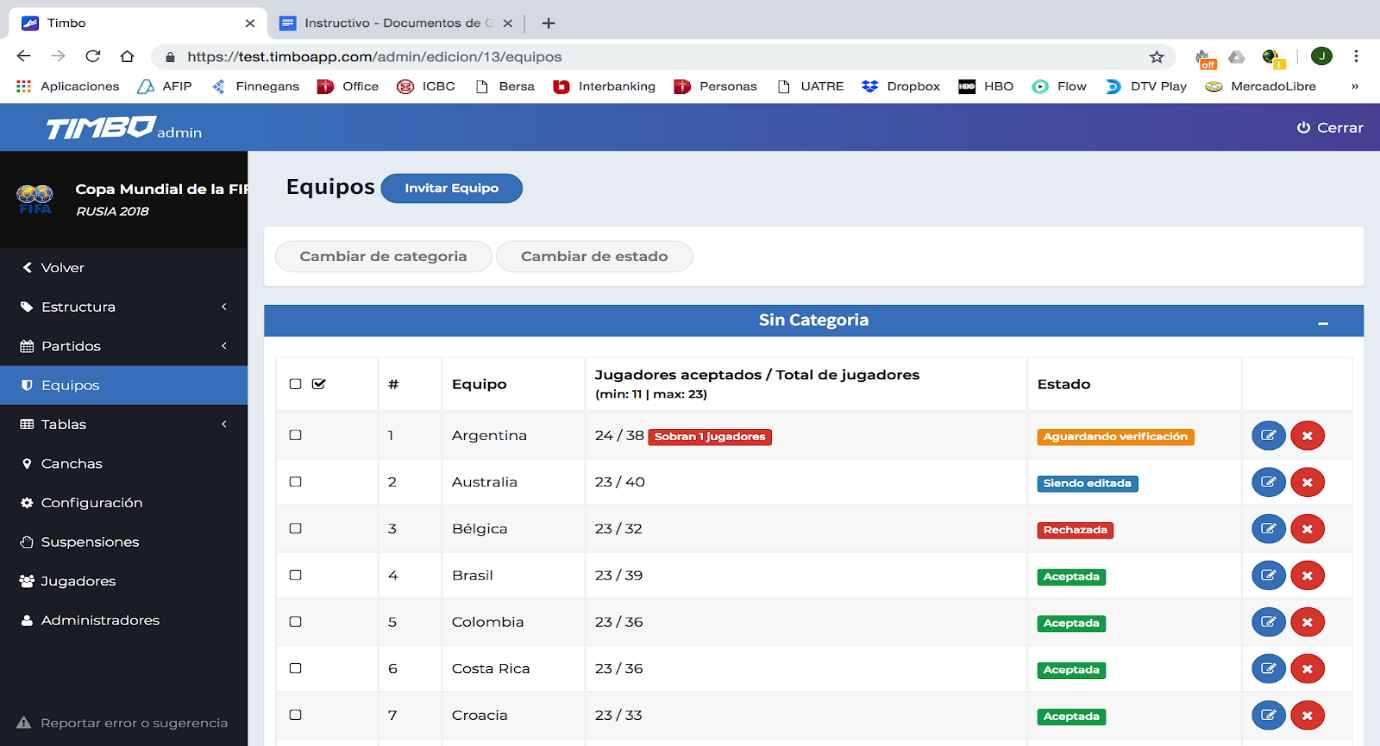 Timbo
Instructivo - Documentos de G
https://test.timboapp.com/admin/edicion/13/equipos
off
J
Aplicaciones AFIP Finnegans Office ICBC Bersa Interbanking Personas UATRE Dropbox HBO Flow DTV Play MercadoLibre »
TIMBO admin
Cerrar
FIFA
Copa Mundial de la FIF
RUSIA 2018
Volver
Estructura
Partidos
Equipos
Tablas
Canchas
Configuración
Suspensiones
Jugadores
Administradores
Reportar error o sugerencia
Equipos Invitar Equipo
Cambiar de categoria Cambiar de estado
Sin Categoria
# Equipo Jugadores aceptados / Total de jugadores (min: 11 | max: 23) Estado
1 Argentina 24 / 38 Sobran 1 jugadores Aguardando verificación
2 Australia 23 / 40 Siendo editada
3 Bélgica 23 / 32 Rechazada
4 Brasil 23 / 39 Aceptada
5 Colombia 23 / 36 Aceptada
6 Costa Rica 23 / 36 Aceptada
7 Croacia 23 / 33 Aceptada